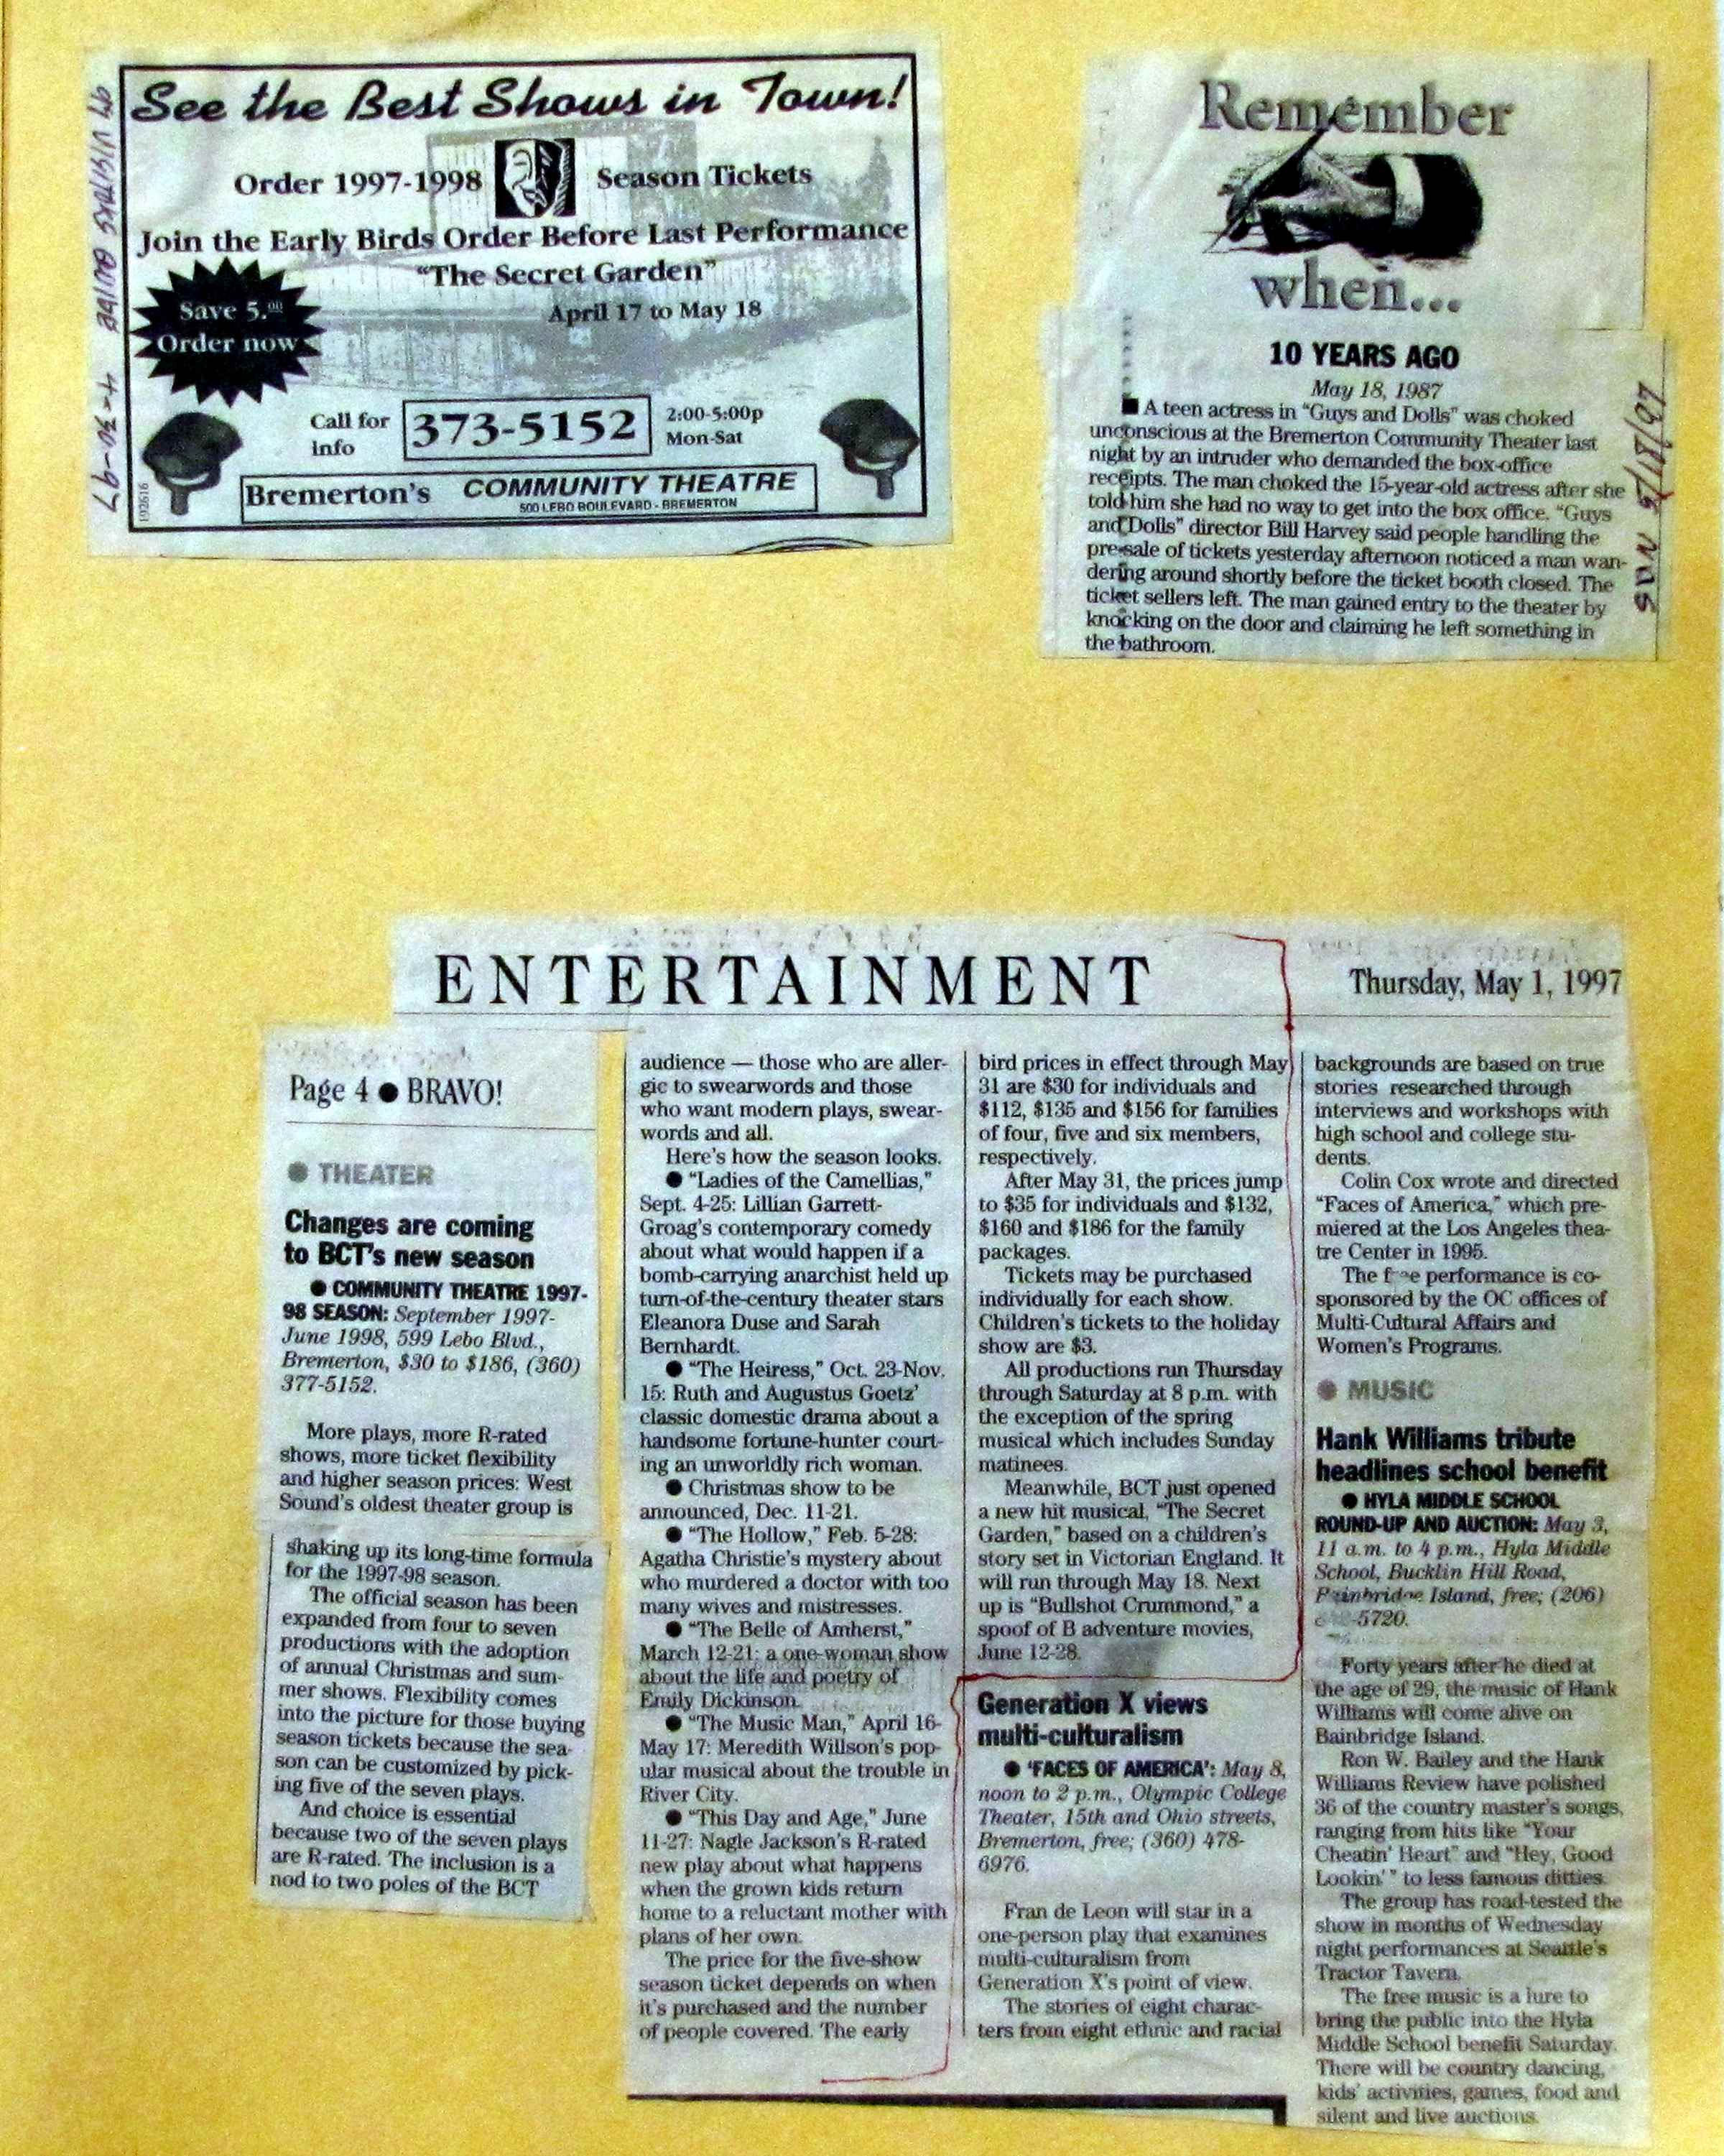 See the Best Shows in Town!
Order 1997-1998 Season Tickets
Join the Early Birds Order Before Last Performance
"The Secret Garden"
April 17 to May 18
Save 5.00
Order now
Call for
info
373-5152
2:00-5:00p
Mon-Sat
Bremerton's COMMUNITY THEATRE
500 LEBO BOULEVARD - BREMERTON
102616
4-30-97
Remember
when...
10 YEARS AGO
May 18, 1987
■ A teen actress in "Guys and Dolls" was choked
unconscious at the Bremerton Community Theater last
night by an intruder who demanded the box-office
receipts. The man choked the 15-year-old actress after she
told him she had no way to get into the box office. "Guys
and Dolls" director Bill Harvey said people handling the
pre-sale of tickets yesterday afternoon noticed a man wan-
dering around shortly before the ticket booth closed. The
ticket sellers left. The man gained entry to the theater by
knocking on the door and claiming he left something in
the bathroom.
SUN 5/18/97
ENTERTAINMENT
Thursday, May 1, 1997
Page 4 ● BRAVO!
● THEATER
Changes are coming
to BCT's new season
● COMMUNITY THEATRE 1997-
98 SEASON: September 1997-
June 1998, 599 Lebo Blvd.,
Bremerton, $30 to $186, (360)
377-5152.
More plays, more R-rated
shows, more ticket flexibility
and higher season prices: West
Sound's oldest theater group is
shaking up its long-time formula
for the 1997-98 season.
The official season has been
expanded from four to seven
productions with the adoption
of annual Christmas and sum-
mer shows. Flexibility comes
into the picture for those buying
season tickets because the sea-
son can be customized by pick-
ing five of the seven plays.
And choice is essential
because two of the seven plays
are R-rated. The inclusion is a
nod to two poles of the BCT
audience — those who are aller-
gic to swearwords and those
who want modern plays, swear-
words and all.
Here's how the season looks.
● "Ladies of the Camellias,"
Sept. 4-25: Lillian Garrett-
Groag's contemporary comedy
about what would happen if a
bomb-carrying anarchist held up
turn-of-the-century theater stars
Eleanora Duse and Sarah
Bernhardt.
● "The Heiress," Oct. 23-Nov.
15: Ruth and Augustus Goetz'
classic domestic drama about a
handsome fortune-hunter court-
ing an unworldly rich woman.
● Christmas show to be
announced, Dec. 11-21.
● "The Hollow," Feb. 5-28:
Agatha Christie's mystery about
who murdered a doctor with too
many wives and mistresses.
● "The Belle of Amherst,"
March 12-21: a one-woman show
about the life and poetry of
Emily Dickinson.
● "The Music Man," April 16-
May 17: Meredith Willson's pop-
ular musical about the trouble in
River City.
● "This Day and Age," June
11-27: Nagle Jackson's R-rated
new play about what happens
when the grown kids return
home to a reluctant mother with
plans of her own.
The price for the five-show
season ticket depends on when
it's purchased and the number
of people covered. The early
bird prices in effect through May
31 are $30 for individuals and
$112, $135 and $156 for families
of four, five and six members,
respectively.
After May 31, the prices jump
to $35 for individuals and $132,
$160 and $186 for the family
packages.
Tickets may be purchased
individually for each show.
Children's tickets to the holiday
show are $3.
All productions run Thursday
through Saturday at 8 p.m. with
the exception of the spring
musical which includes Sunday
matinees.
Meanwhile, BCT just opened
a new hit musical, "The Secret
Garden," based on a children's
story set in Victorian England. It
will run through May 18. Next
up is "Bullshot Crummond," a
spoof of B adventure movies,
June 12-28.
Generation X views
multi-culturalism
● 'FACES OF AMERICA': May 8,
noon to 2 p.m., Olympic College
Theater, 15th and Ohio streets,
Bremerton, free; (360) 478-
6976.
Fran de Leon will star in a
one-person play that examines
multi-culturalism from
Generation X's point of view.
The stories of eight charac-
ters from eight ethnic and racial
backgrounds are based on true
stories researched through
interviews and workshops with
high school and college stu-
dents.
Colin Cox wrote and directed
"Faces of America," which pre-
miered at the Los Angeles thea-
tre Center in 1995.
The performance is co-
sponsored by the OC offices of
Multi-Cultural Affairs and
Women's Programs.
● MUSIC
Hank Williams tribute
headlines school benefit
● HYLA MIDDLE SCHOOL
ROUND-UP AND AUCTION: May 3,
11 a.m. to 4 p.m., Hyla Middle
School, Bucklin Hill Road,
Bainbridge Island, free; (206)
-5720.
Forty years after he died at
the age of 29, the music of Hank
Williams will come alive on
Bainbridge Island.
Ron W. Bailey and the Hank
Williams Review have polished
36 of the country master's songs,
ranging from hits like "Your
Cheatin' Heart" and "Hey, Good
Lookin' " to less famous ditties.
The group has road-tested the
show in months of Wednesday
night performances at Seattle's
Tractor Tavern.
The free music is a lure to
bring the public into the Hyla
Middle School benefit Saturday.
There will be country dancing,
kids' activities, games, food and
silent and live auctions.